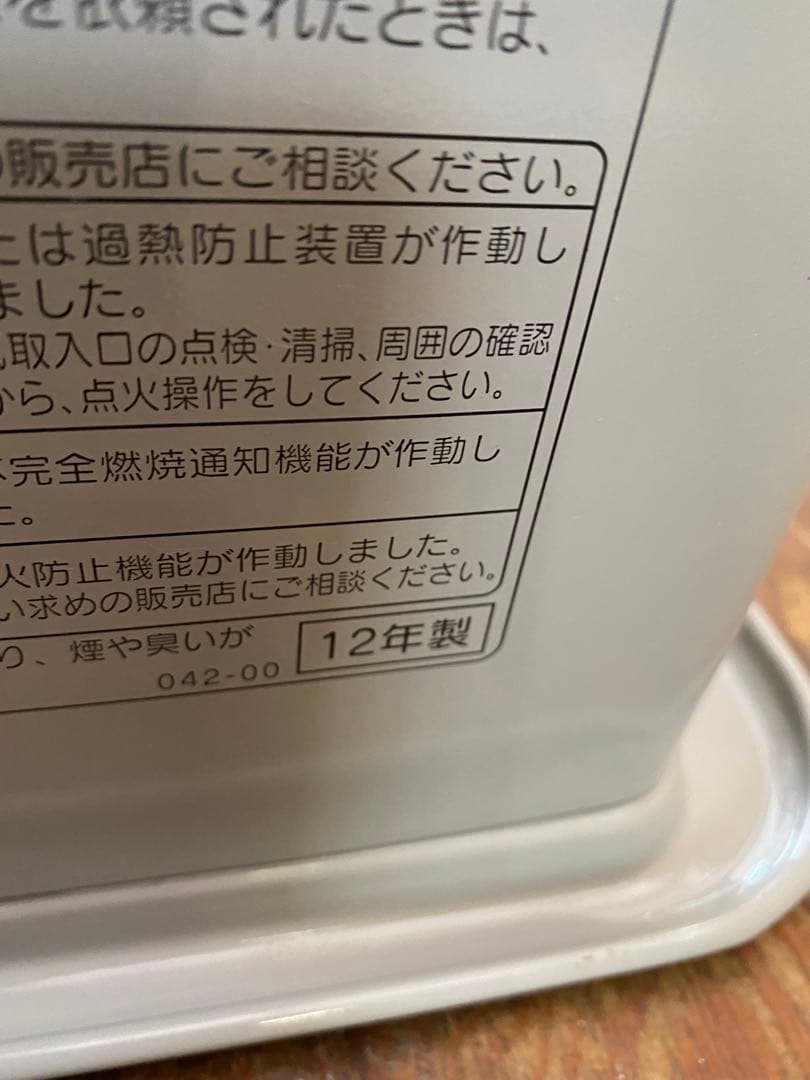 を依頼されたときは、
の販売店にご相談ください。
は過熱防止装置が作動し
ました。
取入口の点検・清掃、周囲の確認
から、点火操作をしてください。
完全燃焼通知機能が作動し
た。
火防止機能が作動しました。
い求めの販売店にご相談ください。
り、煙や臭いが
12年製
042-00